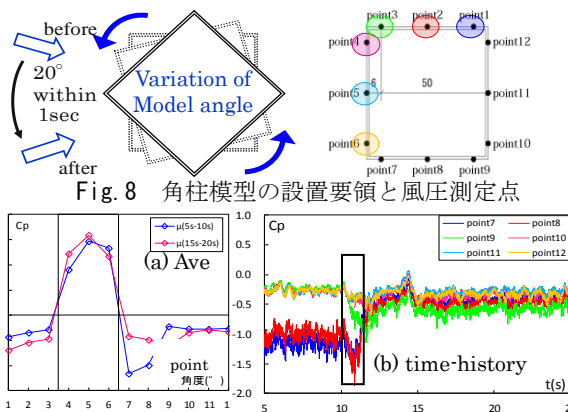 before
20°
within
1sec
after
Variation of
Model angle
point3
point2
point1
point4
point12
6
50
point5
point11
point6
point10
point7
point8
point9
Fig.8 角柱模型の設置要領と風圧測定点
Cp
μ(5s-10s)
μ(15s-20s)
(a) Ave
point
角度(°)
1 2 3 4 5 6 7 8 9 10 11 1
Cp
point7
point8
point9
point10
point11
point12
1.0
0.5
0.0
-0.5
-1.0
-1.5
-2.0
(b) time-history
t(s)
5 10 15 20 2